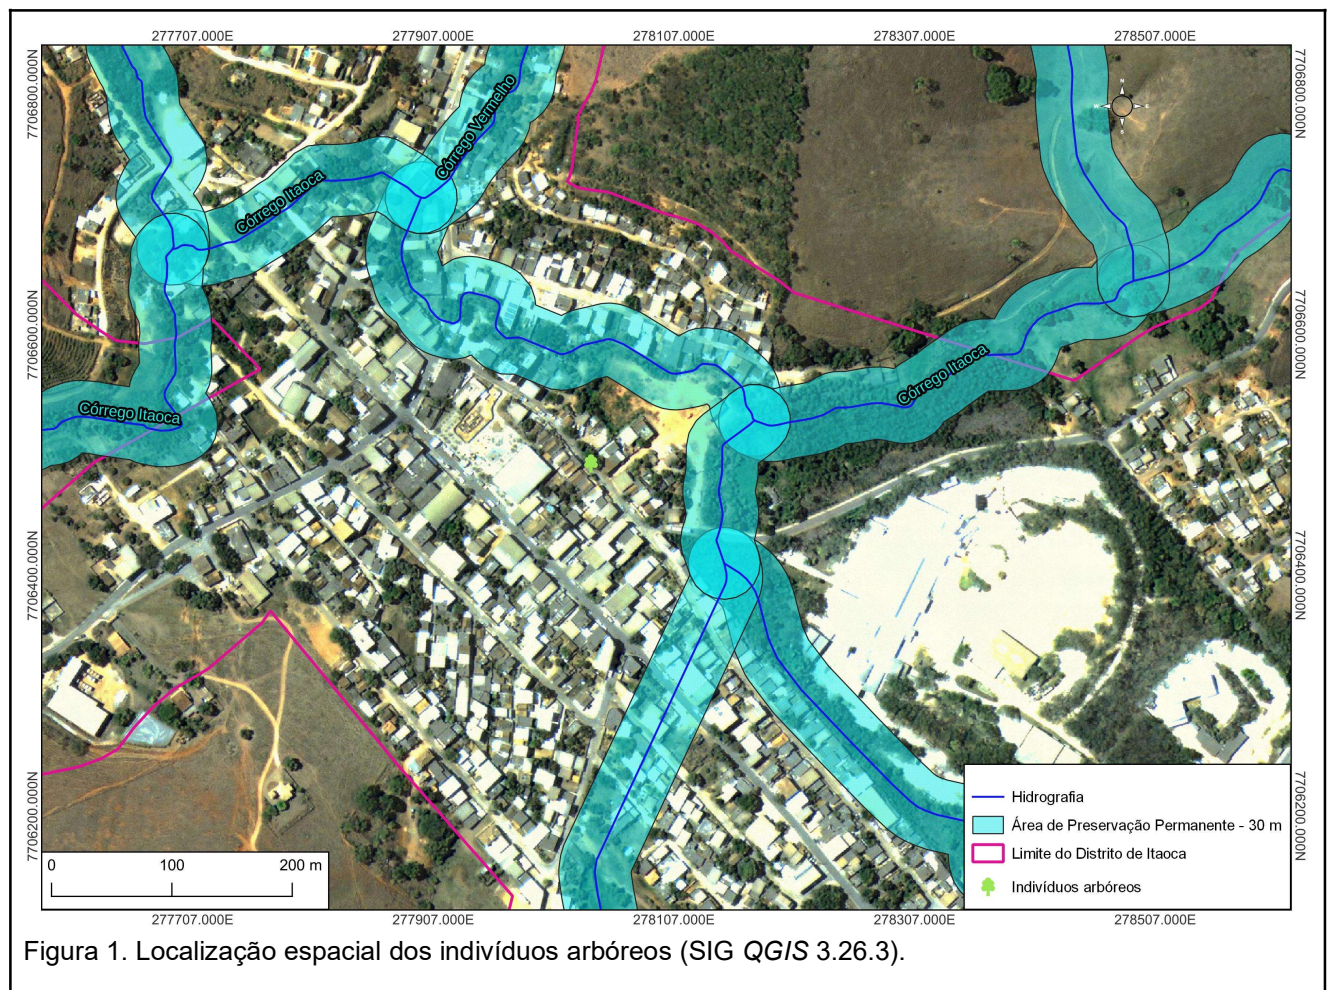 277707.000E 277907.000E 278107.000E 278307.000E 278507.000E
7706800.000N 7706800.000N
N
W E
S
Córrego Vermelho
Córrego Itaoca
7706600.000N 7706600.000N
Córrego Itaoca
Córrego Itaoca
7706400.000N 7706400.000N
7706200.000N 7706200.000N
Hidrografia
Área de Preservação Permanente - 30 m
Limite do Distrito de Itaoca
Indivíduos arbóreos
0 100 200 m
277707.000E 277907.000E 278107.000E 278307.000E 278507.000E
Figura 1. Localização espacial dos indivíduos arbóreos (SIG QGIS 3.26.3).